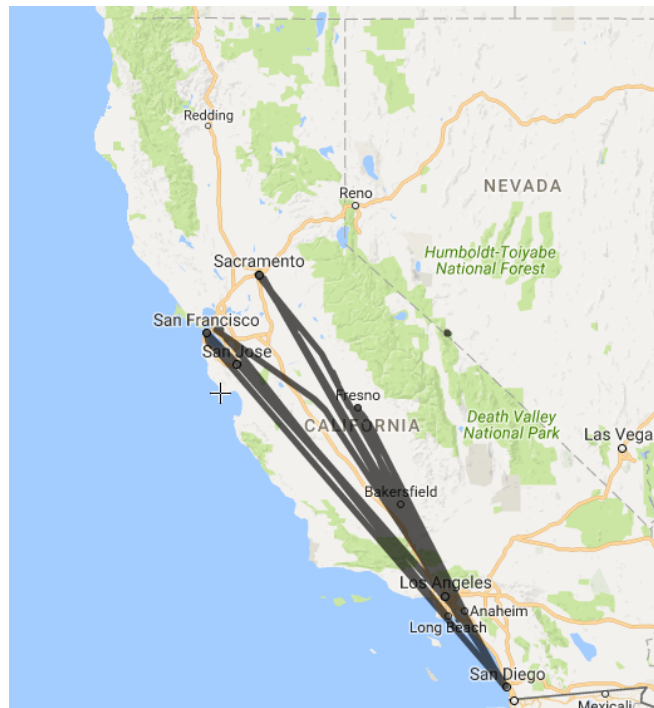 Redding
Reno
NEVADA
Sacramento
Humboldt-Toiyabe
National Forest
San Francisco
San Jose
Fresno
CALIFORNIA
Death Valley
National Park
Las Vega
Bakersfield
Los Angeles
Anaheim
Long Beach
San Diego
Mexicali